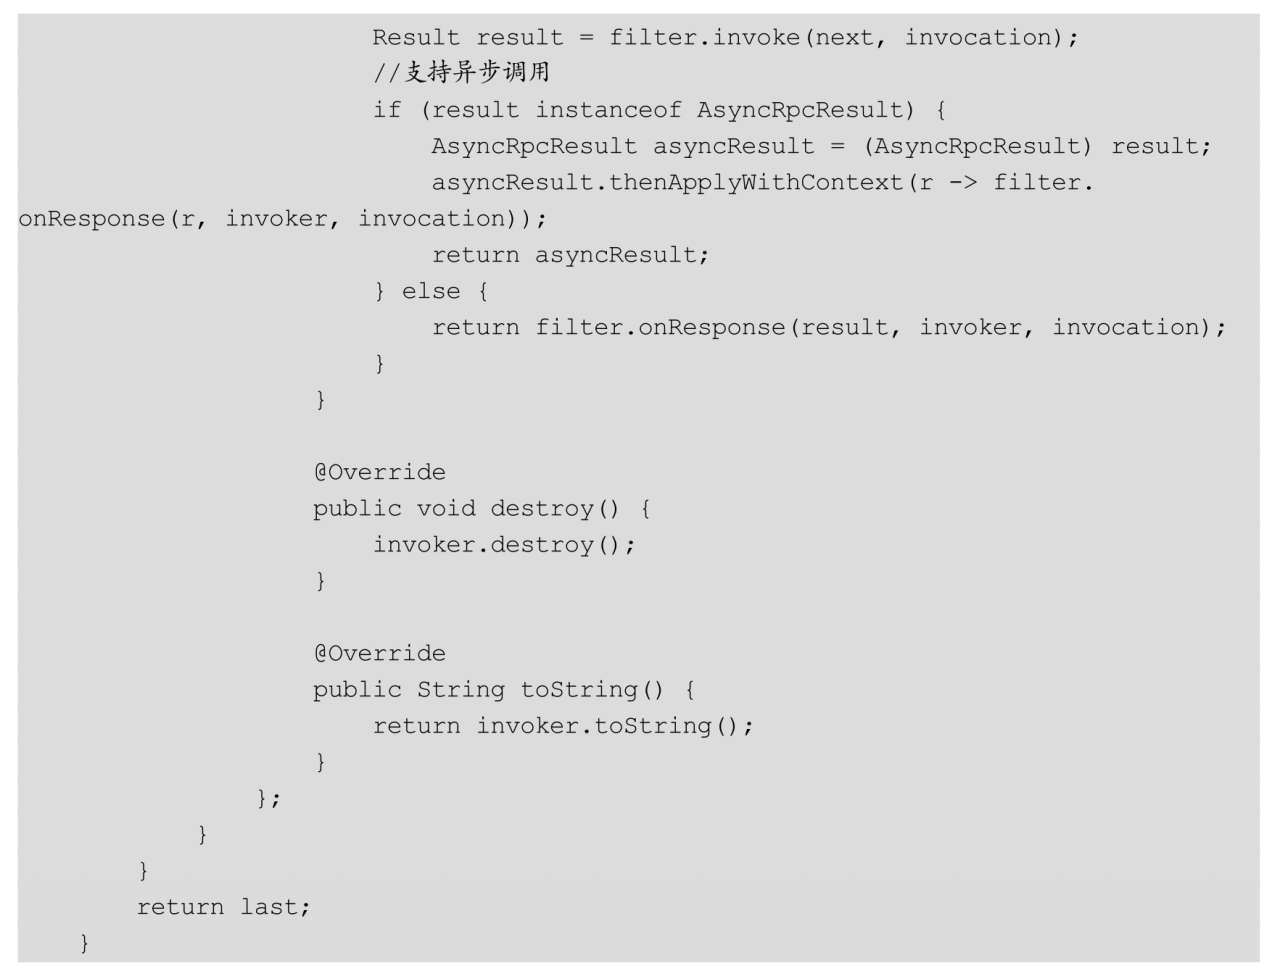 Result result = filter.invoke(next, invocation);
//支持异步调用
if (result instanceof AsyncRpcResult) {
AsyncRpcResult asyncResult = (AsyncRpcResult) result;
asyncResult.thenApplyWithContext(r -> filter.
onResponse(r, invoker, invocation));
return asyncResult;
} else {
return filter.onResponse(result, invoker, invocation);
}
}
@Override
public void destroy() {
invoker.destroy();
}
@Override
public String toString() {
return invoker.toString();
}
};
}
}
return last;
}